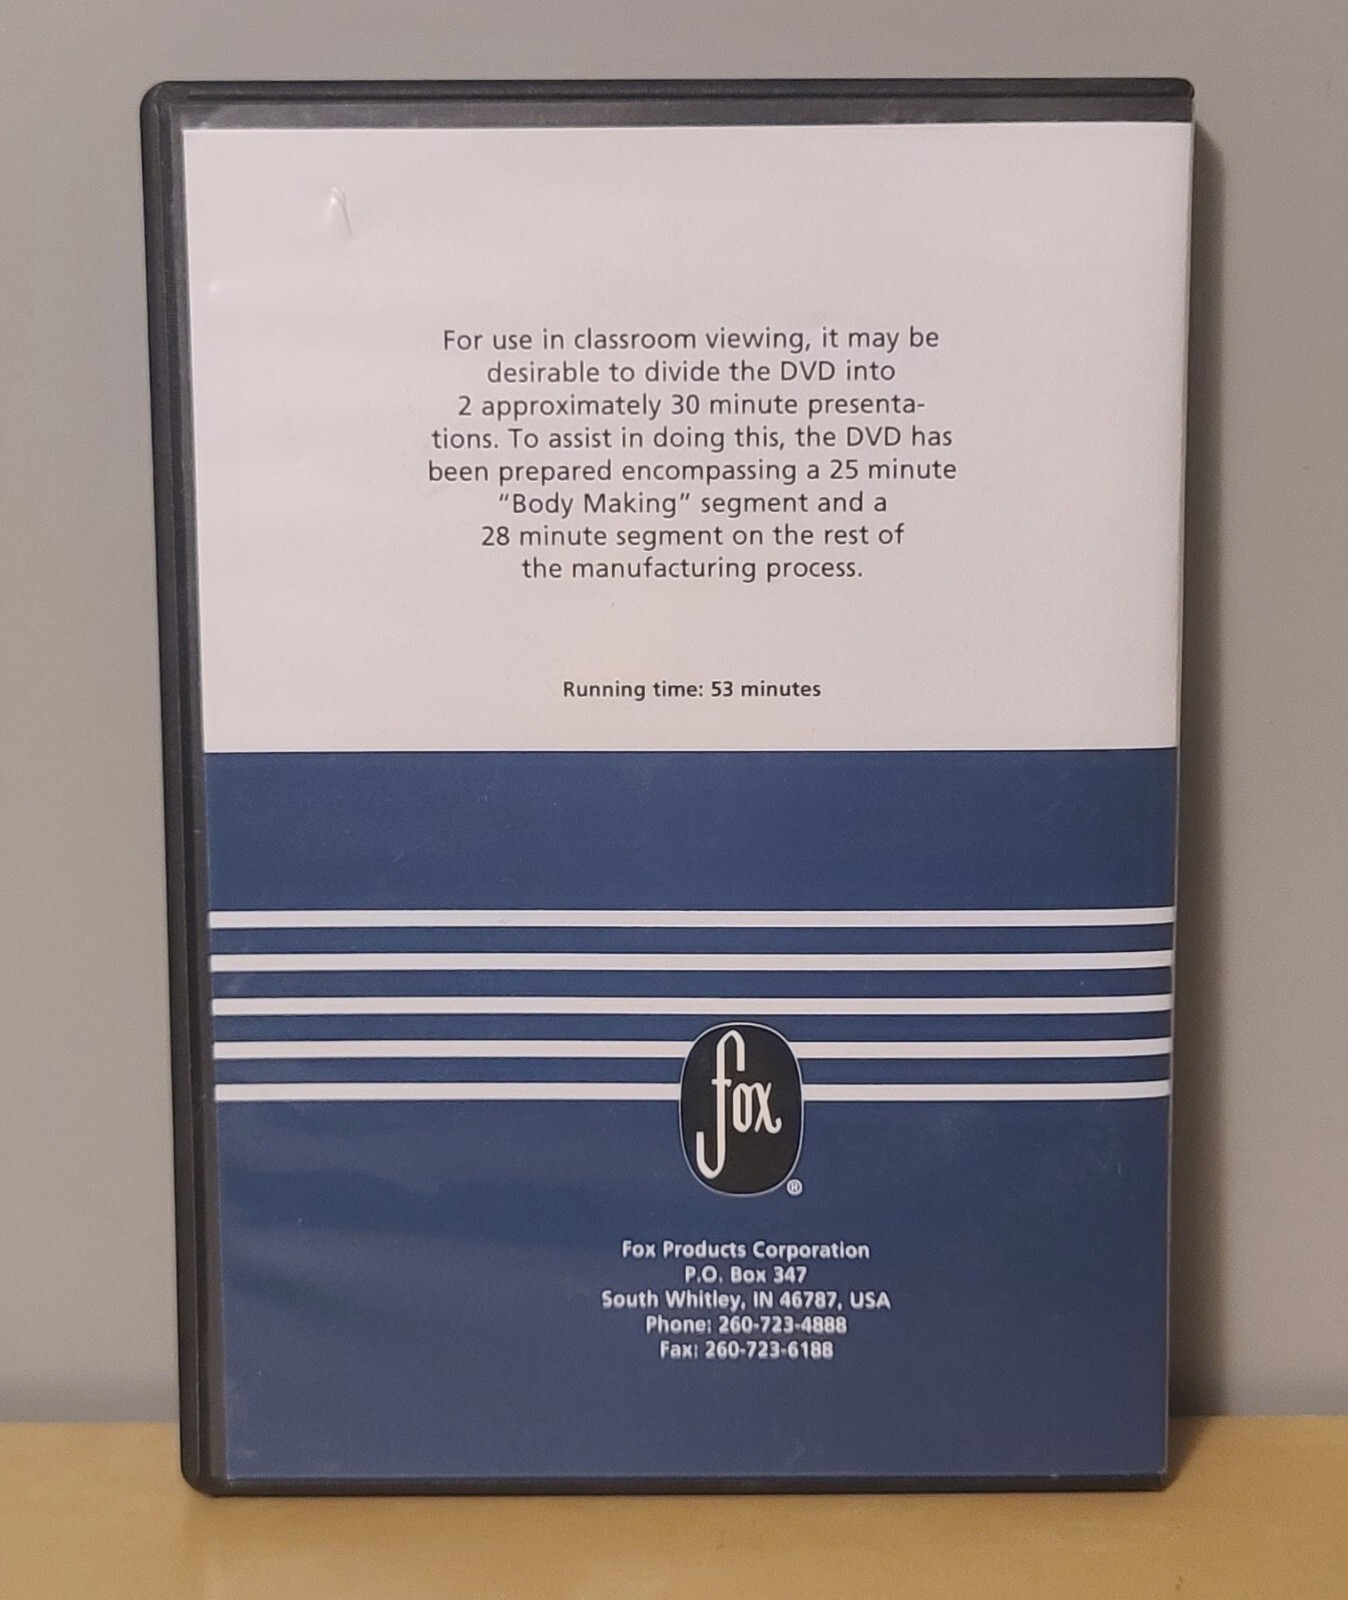 For use in classroom viewing, it may be
desirable to divide the DVD into
2 approximately 30 minute presenta-
tions. To assist in doing this, the DVD has
been prepared encompassing a 25 minute
“Body Making” segment and a
28 minute segment on the rest of
the manufacturing process.
Running time: 53 minutes
fox
®
Fox Products Corporation
P.O. Box 347
South Whitley, IN 46787, USA
Phone: 260-723-4888
Fax: 260-723-6188